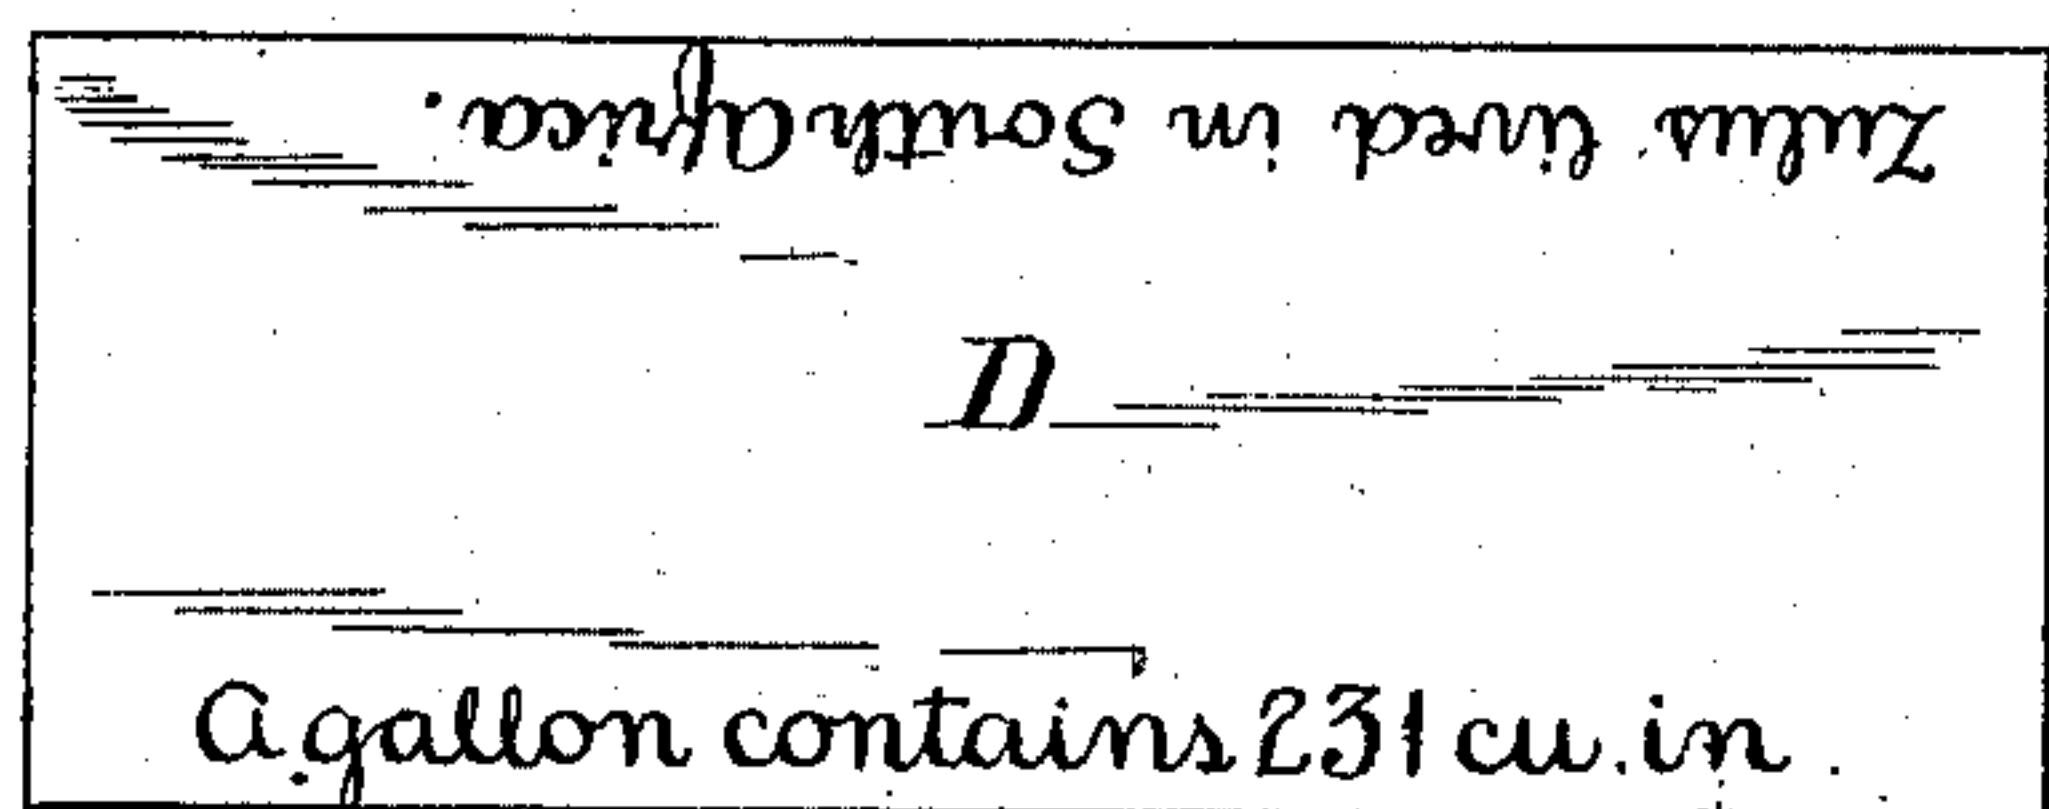 Zulus lived in South Africa.
D
A gallon contains 231 cu. in.